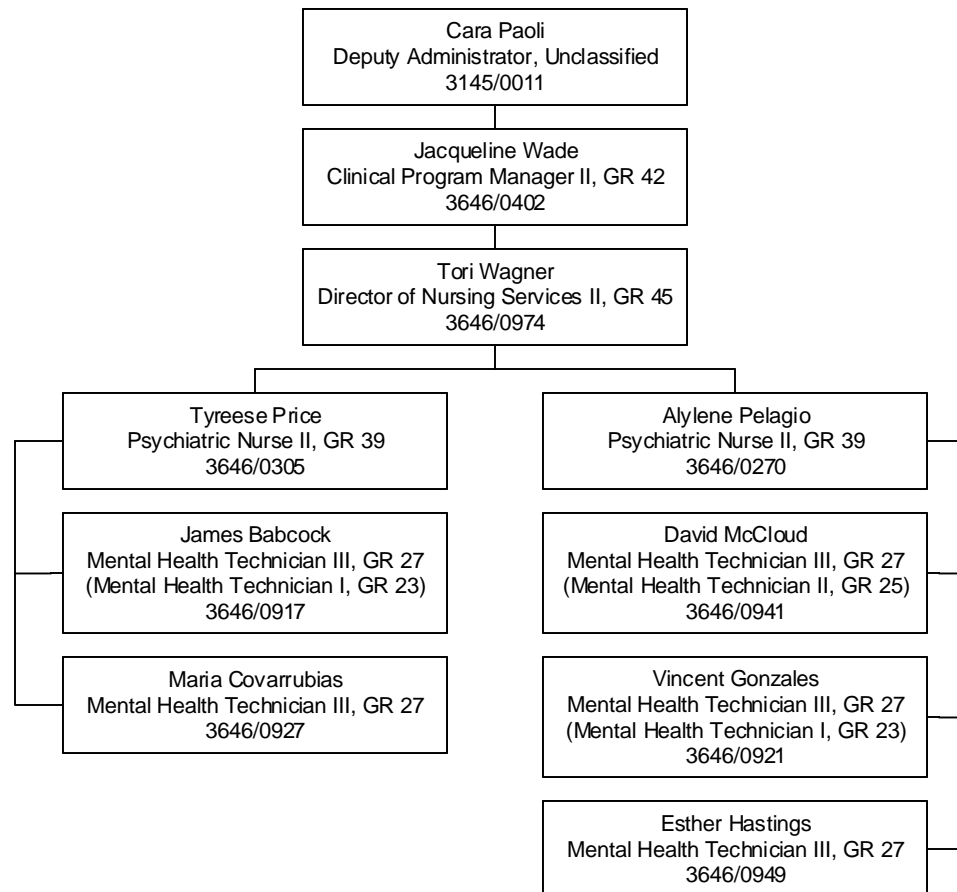 Cara Paoli
Deputy Administrator, Unclassified
3145/0011
Jacqueline Wade
Clinical Program Manager II, GR 42
3646/0402
Tori Wagner
Director of Nursing Services II, GR 45
3646/0974
Tyreese Price
Psychiatric Nurse II, GR 39
3646/0305
James Babcock
Mental Health Technician III, GR 27
(Mental Health Technician I, GR 23)
3646/0917
Maria Covarrubias
Mental Health Technician III, GR 27
3646/0927
Alylene Pelagio
Psychiatric Nurse II, GR 39
3646/0270
David McCloud
Mental Health Technician III, GR 27
(Mental Health Technician II, GR 25)
3646/0941
Vincent Gonzales
Mental Health Technician III, GR 27
(Mental Health Technician I, GR 23)
3646/0921
Esther Hastings
Mental Health Technician III, GR 27
3646/0949